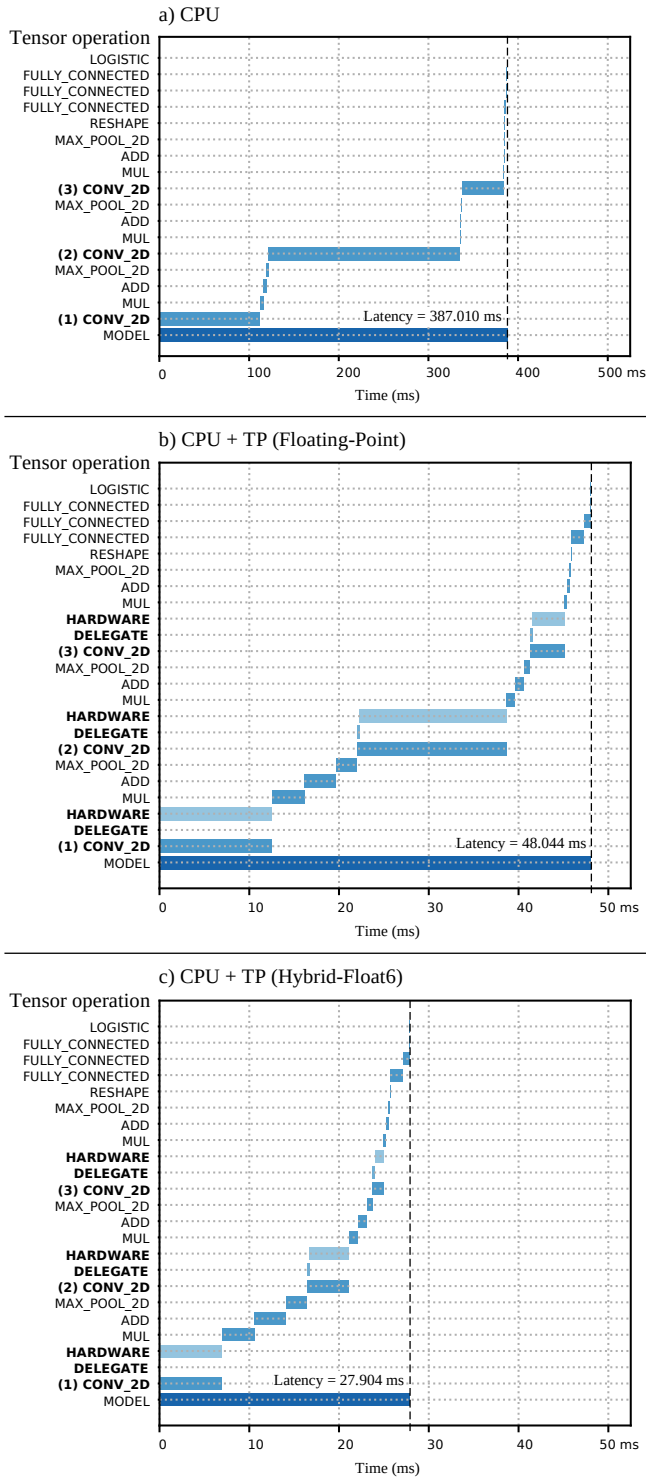 a) CPU
Tensor operation
LOGISTIC
FULLY_CONNECTED
FULLY_CONNECTED
FULLY_CONNECTED
RESHAPE
MAX_POOL_2D
ADD
MUL
(3) CONV_2D
MAX_POOL_2D
ADD
MUL
(2) CONV_2D
MAX_POOL_2D
ADD
MUL
(1) CONV_2D
Latency = 387.010 ms
MODEL
0 100 200 300 400 500 ms
Time (ms)
b) CPU + TP (Floating-Point)
Tensor operation
LOGISTIC
FULLY_CONNECTED
FULLY_CONNECTED
FULLY_CONNECTED
RESHAPE
MAX_POOL_2D
ADD
MUL
HARDWARE
DELEGATE
(3) CONV_2D
MAX_POOL_2D
ADD
MUL
HARDWARE
DELEGATE
(2) CONV_2D
MAX_POOL_2D
ADD
MUL
HARDWARE
DELEGATE
(1) CONV_2D
Latency = 48.044 ms
MODEL
0 10 20 30 40 50 ms
Time (ms)
c) CPU + TP (Hybrid-Float6)
Tensor operation
LOGISTIC
FULLY_CONNECTED
FULLY_CONNECTED
FULLY_CONNECTED
RESHAPE
MAX_POOL_2D
ADD
MUL
HARDWARE
DELEGATE
(3) CONV_2D
MAX_POOL_2D
ADD
MUL
HARDWARE
DELEGATE
(2) CONV_2D
MAX_POOL_2D
ADD
MUL
HARDWARE
DELEGATE
(1) CONV_2D
Latency = 27.904 ms
MODEL
0 10 20 30 40 50 ms
Time (ms)